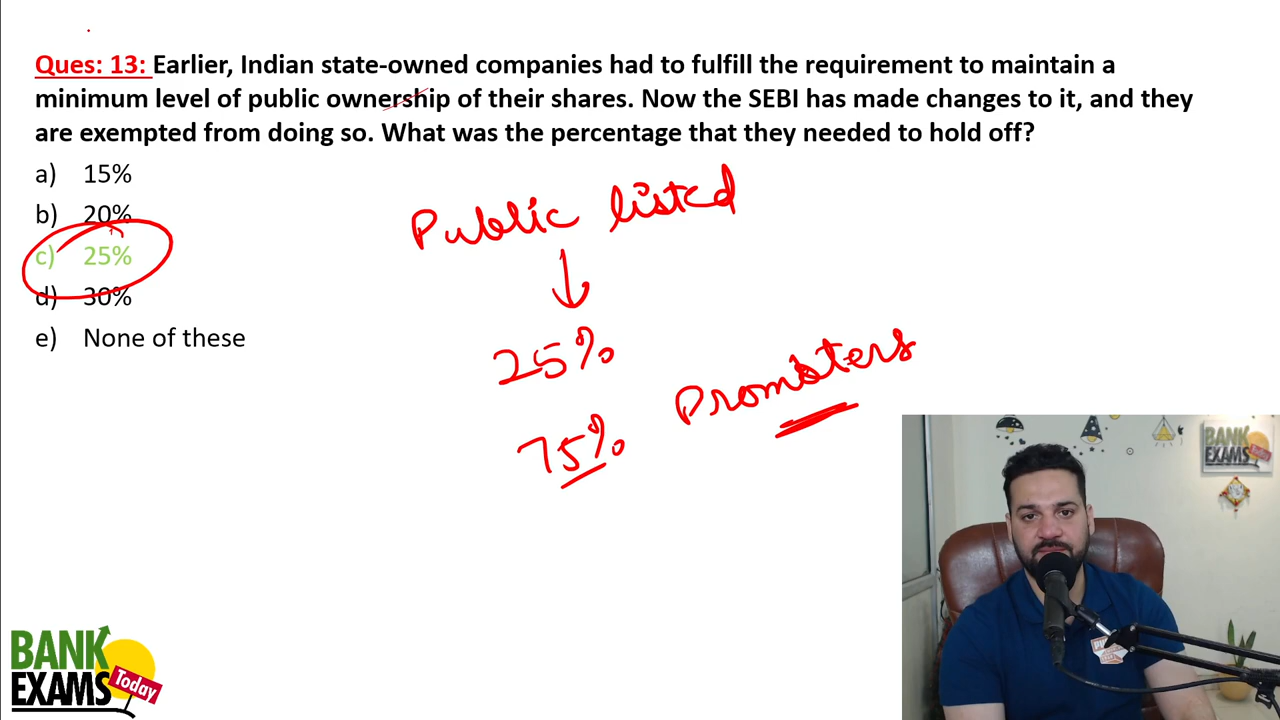 Ques: 13: Earlier, Indian state-owned companies had to fulfill the requirement to maintain a
minimum level of public ownership of their shares. Now the SEBI has made changes to it, and they
are exempted from doing so. What was the percentage that they needed to hold off?
a) 15%
b) 20%
c) 25%
d) 30%
e) None of these
Public listed
25%
75% Promoters
BANK
EXAMS
Today
BANK
EXAMS
Today